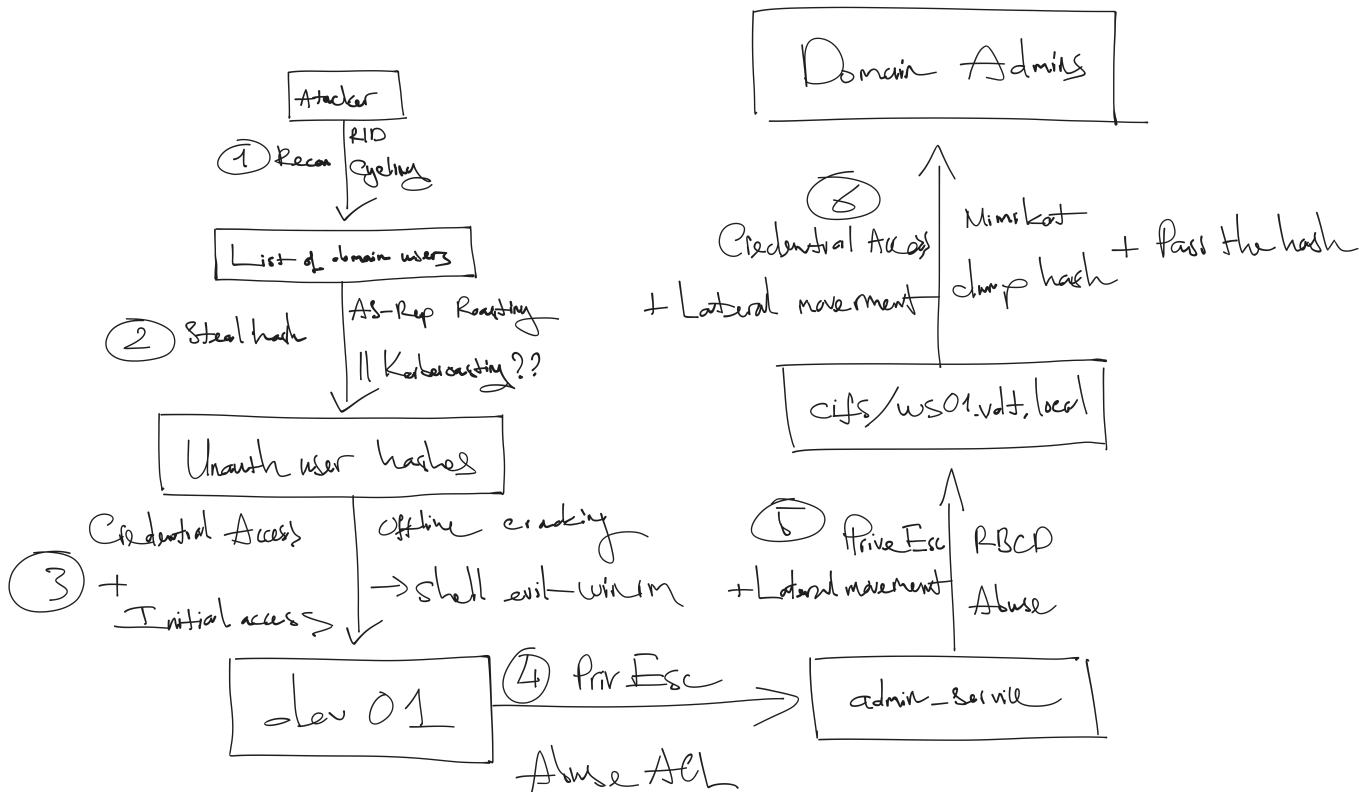 Atacker
① Recon
RID
Cycling
List of domain users
② Steal hash
AS-Rep Roasting
|| Kerberoasting??
Unauth user hashes
Credential Access
③ +
Initial access
Offline cracking
→ shell evil-winrm
dev 01
④ Priv Esc
Abuse ACL
admin_service
⑤ Prive Esc
+ Lateral movement
RBCD
Abuse
cifs/ws01.vdt.local
⑥
Credential Access
+ Lateral movement
Mimikat
dump hash
+ Pass the hash
Domain Admins